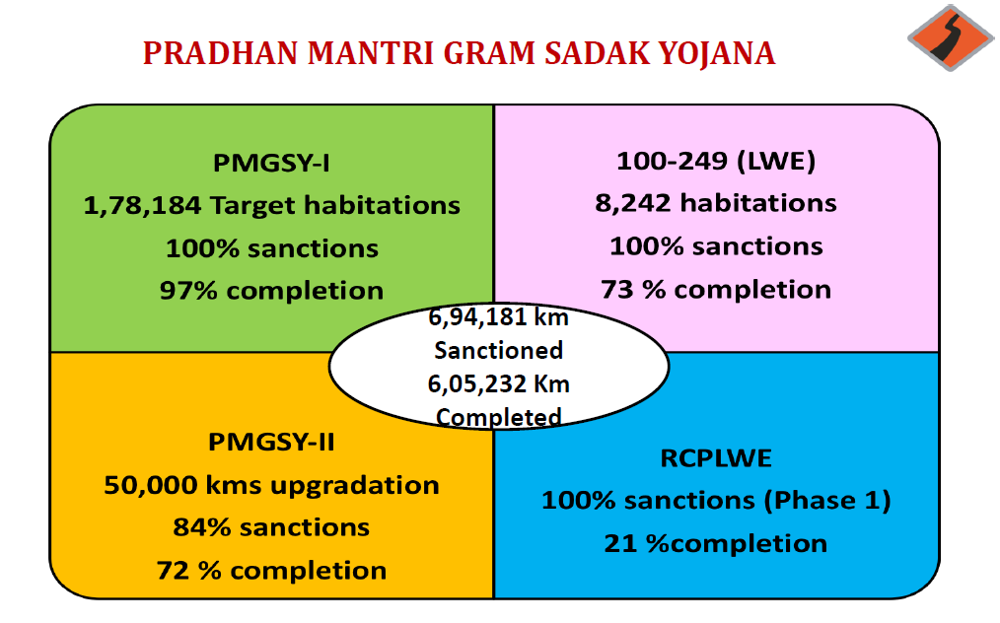 PRADHAN MANTRI GRAM SADAK YOJANA
PMGSY-I
1,78,184 Target habitations
100% sanctions
97% completion
100-249 (LWE)
8,242 habitations
100% sanctions
73 % completion
6,94,181 km
Sanctioned
6,05,232 Km
Completed
PMGSY-II
50,000 kms upgradation
84% sanctions
72 % completion
RCPLWE
100% sanctions (Phase 1)
21 %completion